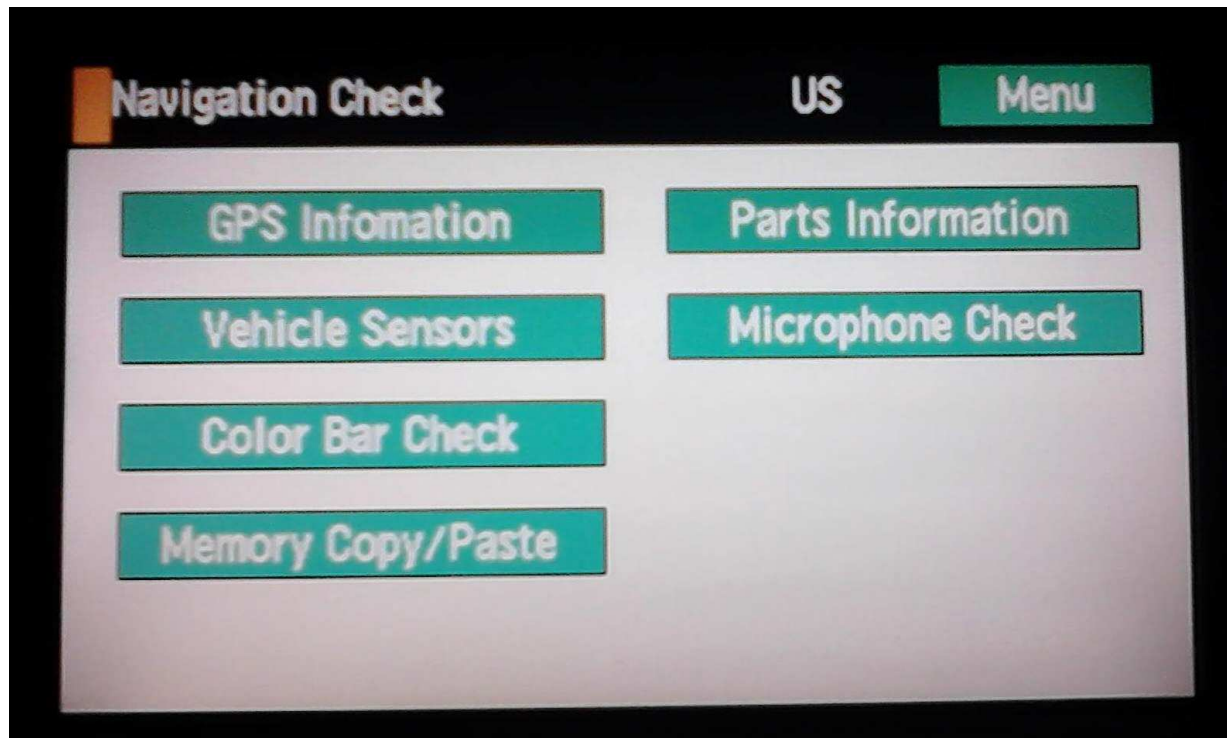 Navigation Check US Menu
GPS Infomation
Parts Information
Vehicle Sensors
Microphone Check
Color Bar Check
Memory Copy/Paste